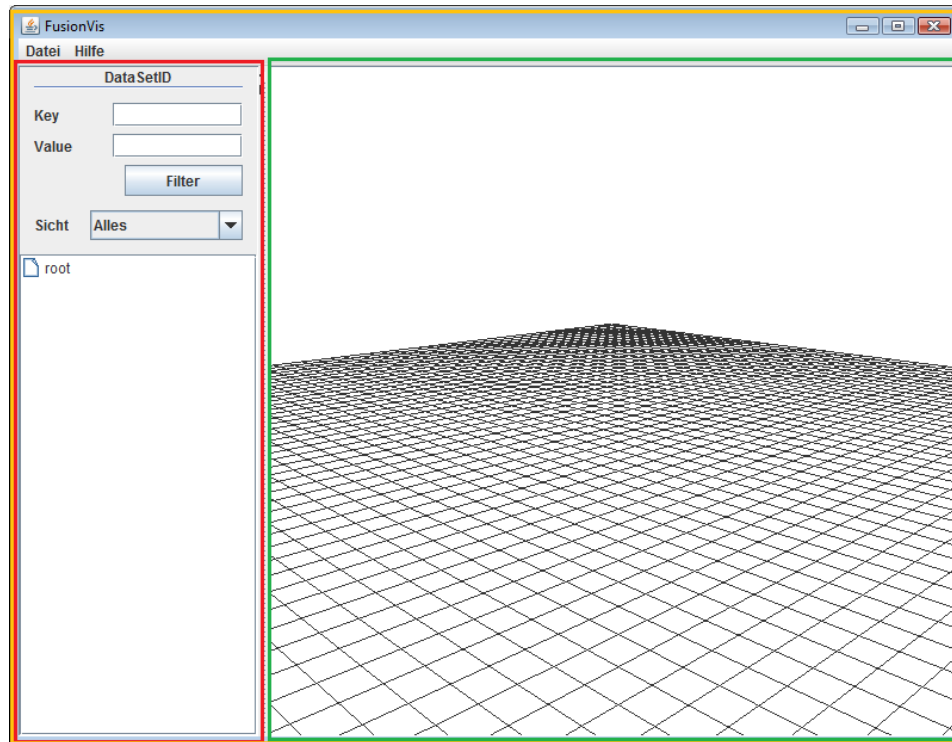 FusionVis
Datei Hilfe
DataSetID
Key
Value
Filter
Sicht Alles
root